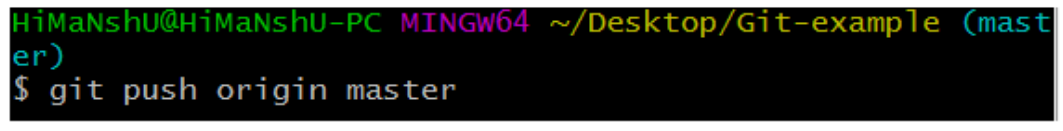 HiMaNshU@HiMaNshU-PC MINGW64 ~/Desktop/Git-example (mast
er)
$ git push origin master